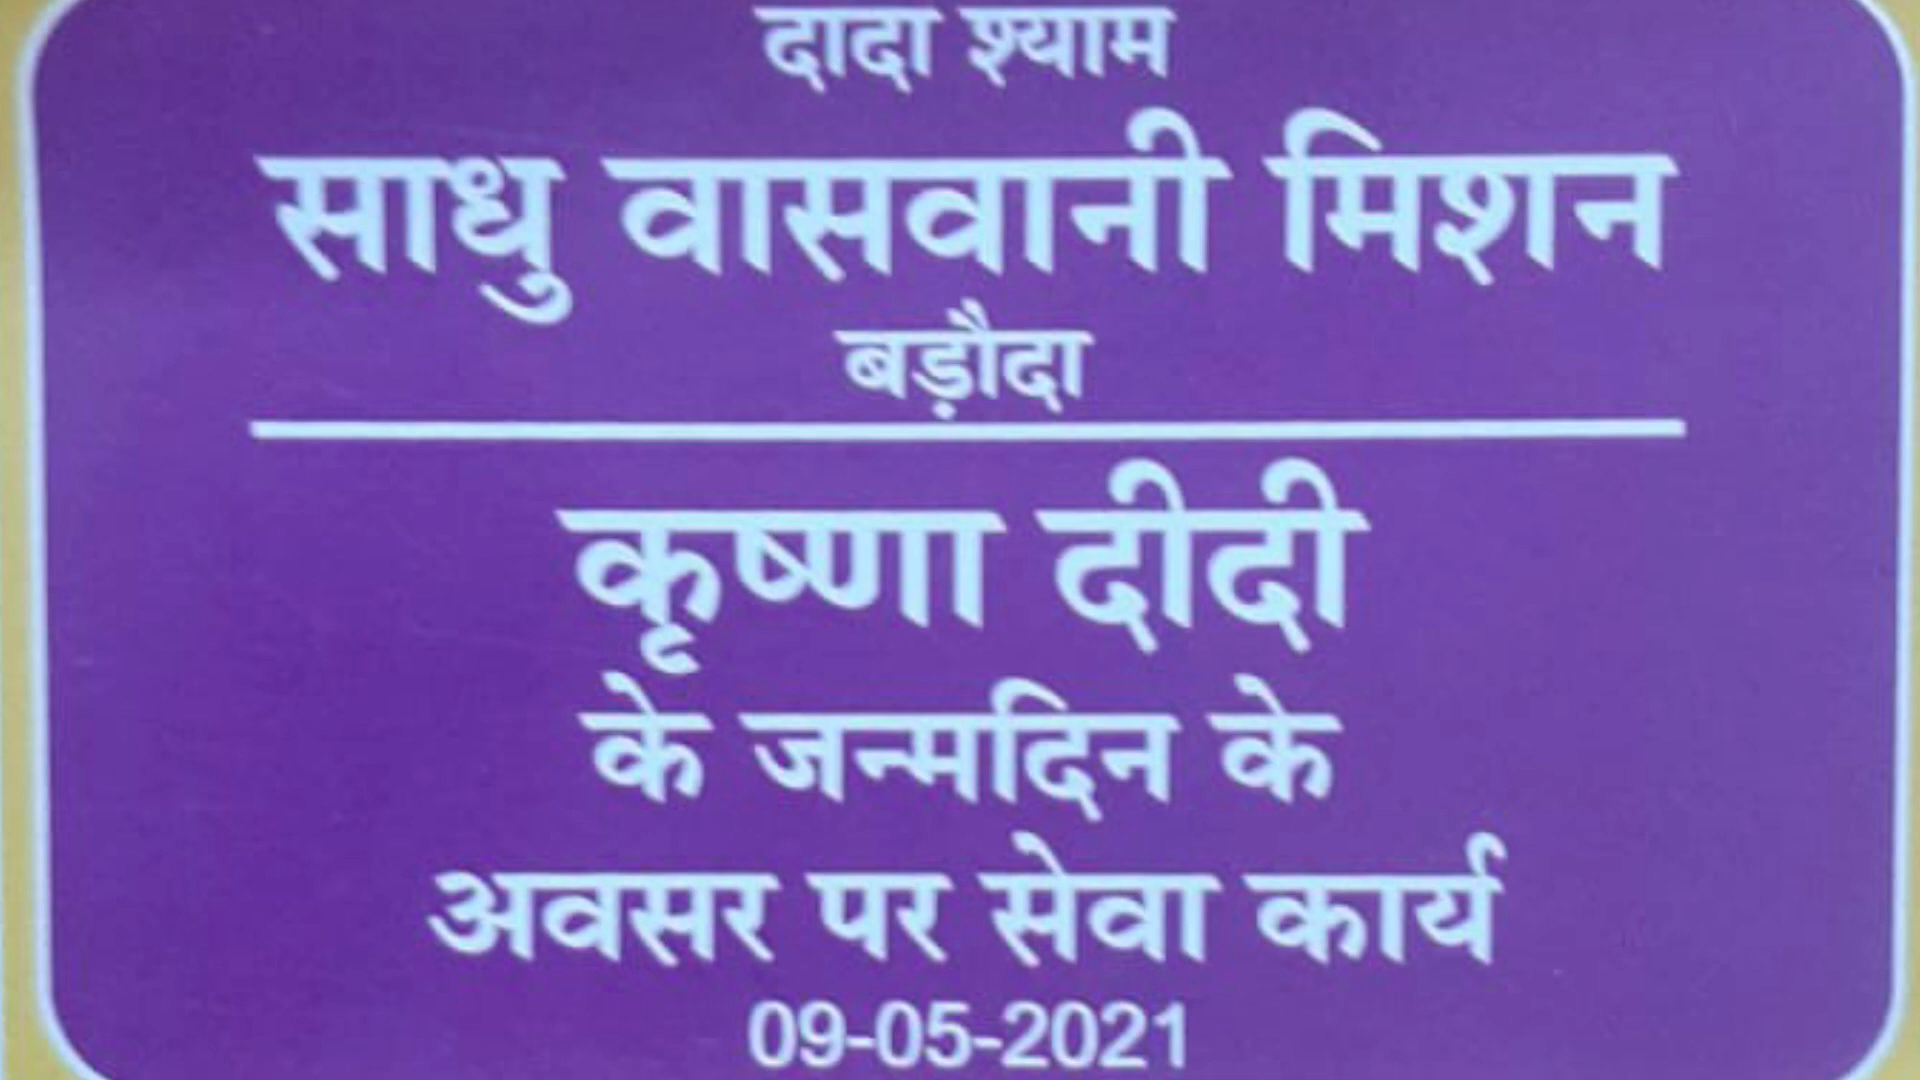 दादा श्याम
साधु वासवानी मिशन
बड़ौदा
कृष्णा दीदी
के जन्मदिन के
अवसर पर सेवा कार्य
09-05-2021